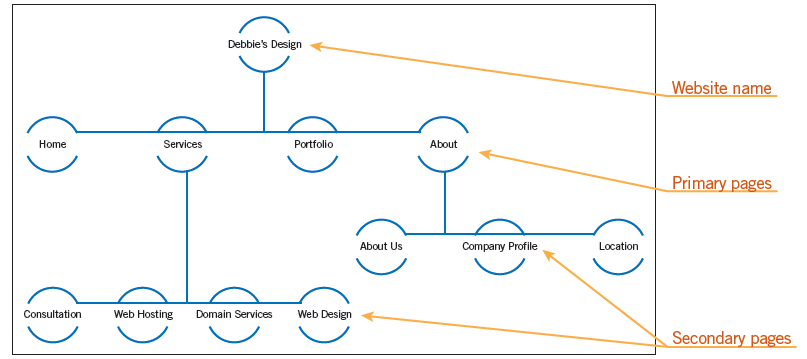 Debbie's Design
Website name
Home
Services
Portfolio
About
Primary pages
About Us
Company Profile
Location
Consultation
Web Hosting
Domain Services
Web Design
Secondary pages